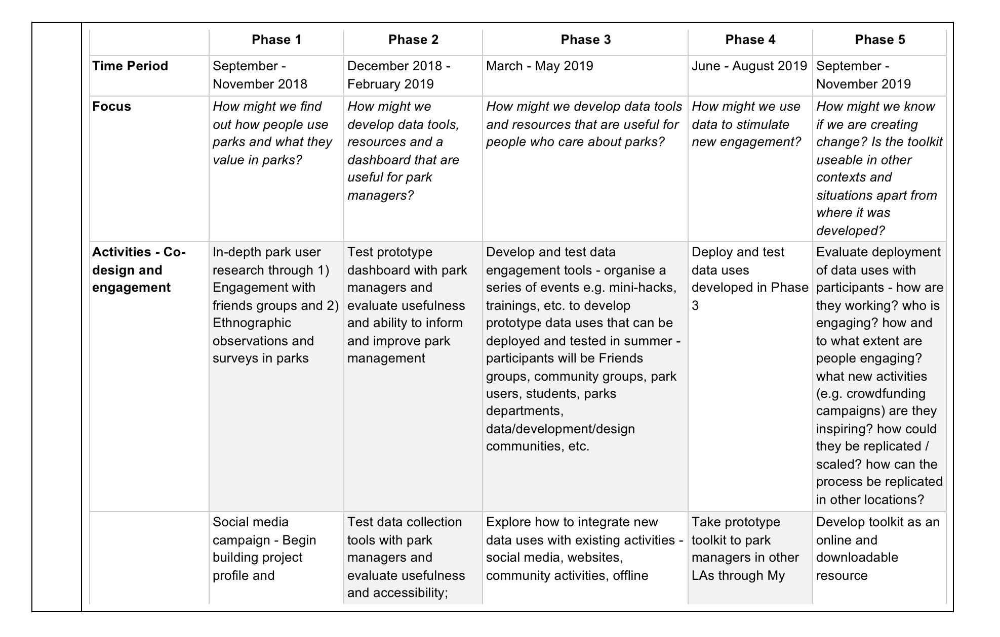 Phase 1 Phase 2 Phase 3 Phase 4 Phase 5
Time Period
September -
November 2018
December 2018 -
February 2019
March - May 2019
June - August 2019
September -
November 2019
Focus
How might we find
out how people use
parks and what they
value in parks?
How might we
develop data tools,
resources and a
dashboard that are
useful for park
managers?
How might we develop data tools
and resources that are useful for
people who care about parks?
How might we use
data to stimulate
new engagement?
How might we know
if we are creating
change? Is the toolkit
useable in other
contexts and
situations apart from
where it was
developed?
Activities - Co-
design and
engagement
In-depth park user
research through 1)
Engagement with
friends groups and 2)
Ethnographic
observations and
surveys in parks
Test prototype
dashboard with park
managers and
evaluate usefulness
and ability to inform
and improve park
management
Develop and test data
engagement tools - organise a
series of events e.g. mini-hacks,
trainings, etc. to develop
prototype data uses that can be
deployed and tested in summer -
participants will be Friends
groups, community groups, park
users, students, parks
departments,
data/development/design
communities, etc.
Deploy and test
data uses
developed in Phase
3
Evaluate deployment
of data uses with
participants - how are
they working? who is
engaging? how and
to what extent are
people engaging?
what new activities
(e.g. crowdfunding
campaigns) are they
inspiring? how could
they be replicated /
scaled? how can the
process be replicated
in other locations?
Social media
campaign - Begin
building project
profile and
Test data collection
tools with park
managers and
evaluate usefulness
and accessibility;
Explore how to integrate new
data uses with existing activities -
social media, websites,
community activities, offline
Take prototype
toolkit to park
managers in other
LAs through My
Develop toolkit as an
online and
downloadable
resource